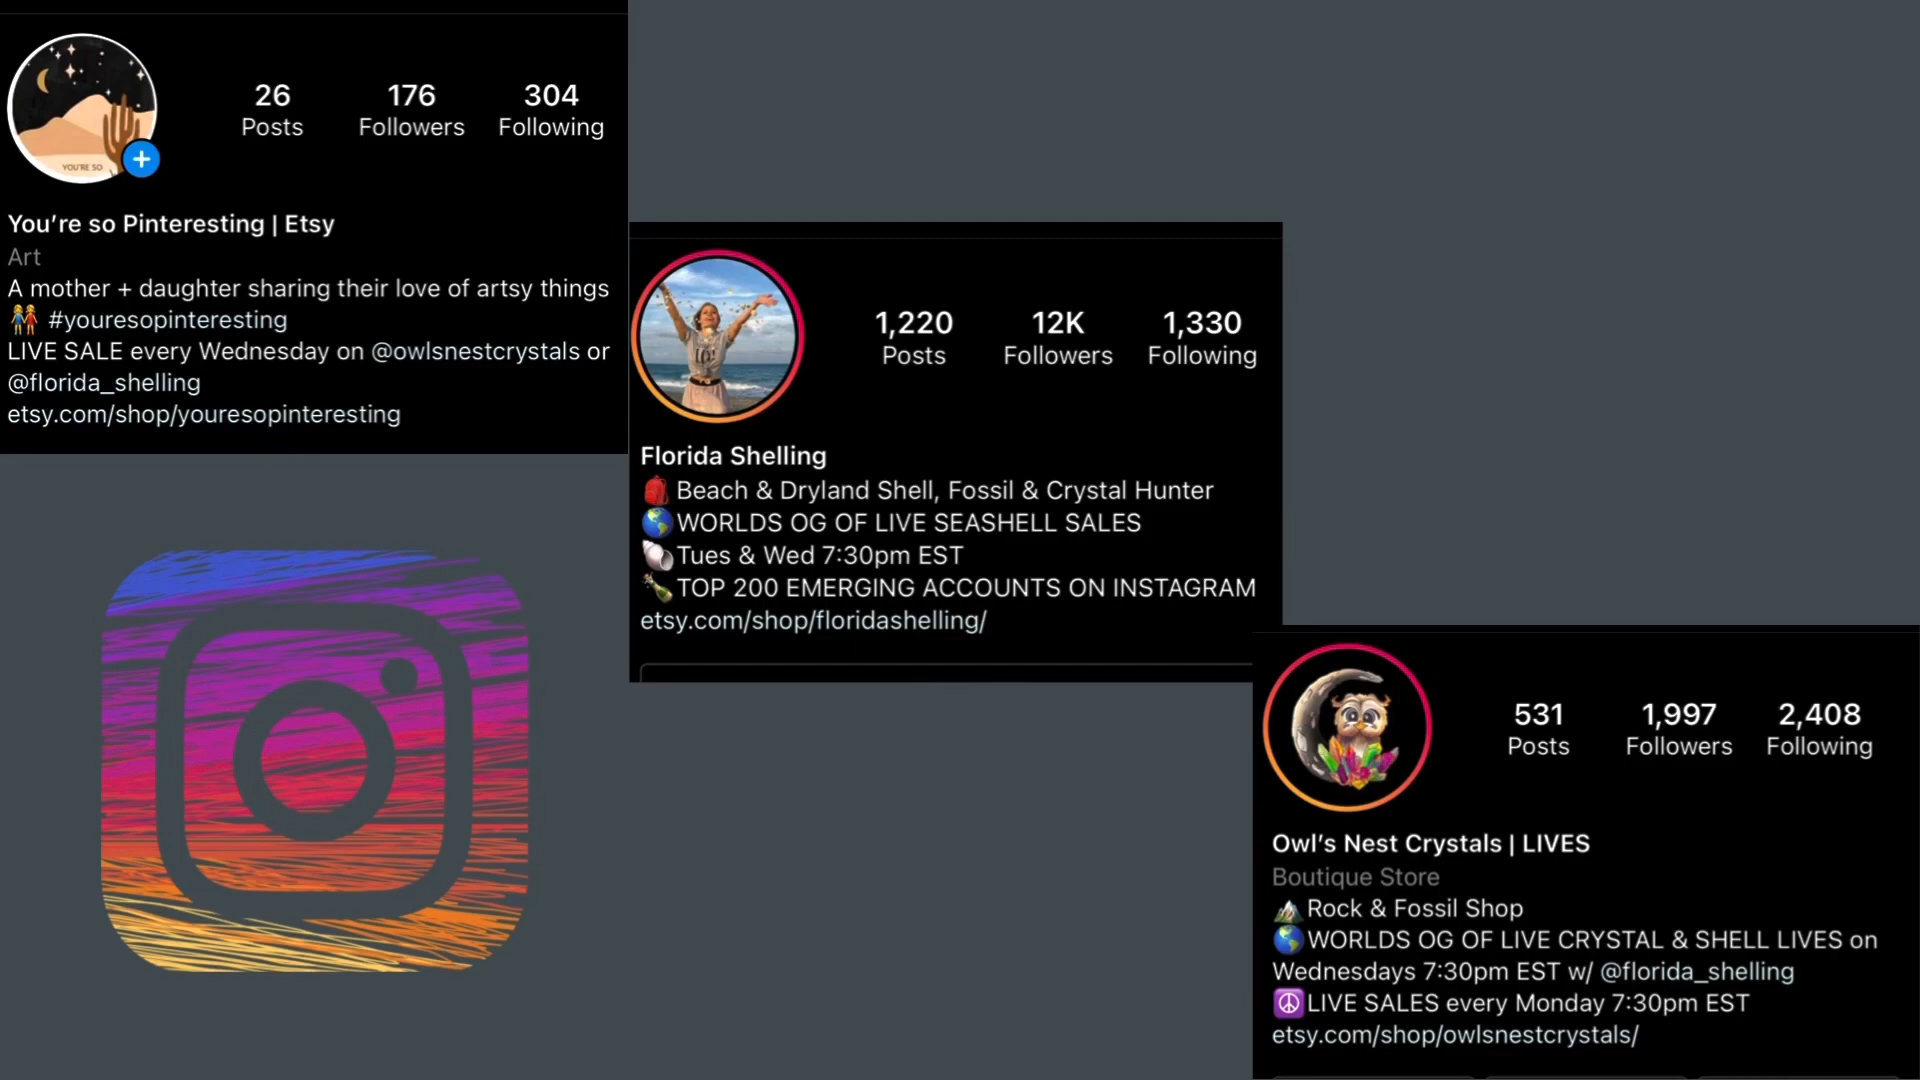 26 176 304
Posts Followers Following
YOU'RE SO
You're so Pinteresting | Etsy
Art
A mother + daughter sharing their love of artsy things
#youresopinteresting
LIVE SALE every Wednesday on @owlsnestcrystals or
@florida_shelling
etsy.com/shop/youresopinteresting
1,220 12K 1,330
Posts Followers Following
Florida Shelling
Beach & Dryland Shell, Fossil & Crystal Hunter
WORLDS OG OF LIVE SEASHELL SALES
Tues & Wed 7:30pm EST
TOP 200 EMERGING ACCOUNTS ON INSTAGRAM
etsy.com/shop/floridashelling/
531 1,997 2,408
Posts Followers Following
Owl's Nest Crystals | LIVES
Boutique Store
Rock & Fossil Shop
WORLDS OG OF LIVE CRYSTAL & SHELL LIVES on
Wednesdays 7:30pm EST w/ @florida_shelling
LIVE SALES every Monday 7:30pm EST
etsy.com/shop/owlsnestcrystals/